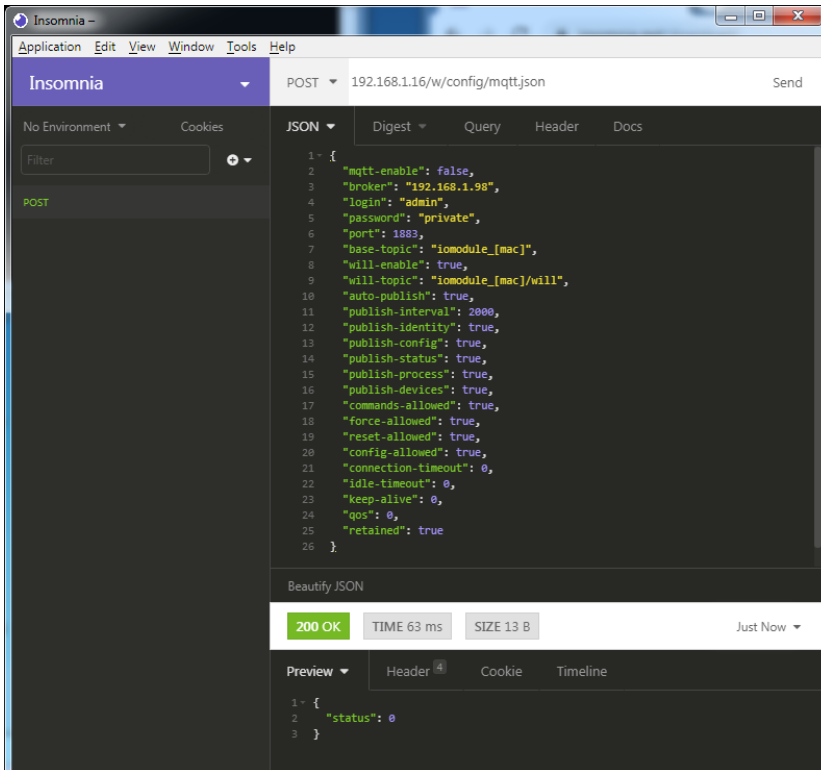 Insomnia –
Application Edit View Window Tools Help
Insomnia
POST 192.168.1.16/w/config/mqtt.json Send
No Environment Cookies
JSON Digest Query Header Docs
Filter
POST
1 {
2 "mqtt-enable": false,
3 "broker": "192.168.1.98",
4 "login": "admin",
5 "password": "private",
6 "port": 1883,
7 "base-topic": "iomodule_[mac]",
8 "will-enable": true,
9 "will-topic": "iomodule_[mac]/will",
10 "auto-publish": true,
11 "publish-interval": 2000,
12 "publish-identity": true,
13 "publish-config": true,
14 "publish-status": true,
15 "publish-process": true,
16 "publish-devices": true,
17 "commands-allowed": true,
18 "force-allowed": true,
19 "reset-allowed": true,
20 "config-allowed": true,
21 "connection-timeout": 0,
22 "idle-timeout": 0,
23 "keep-alive": 0,
24 "qos": 0,
25 "retained": true
26 }
Beautify JSON
200 OK TIME 63 ms SIZE 13 B Just Now
Preview Header 4 Cookie Timeline
1 {
2 "status": 0
3 }